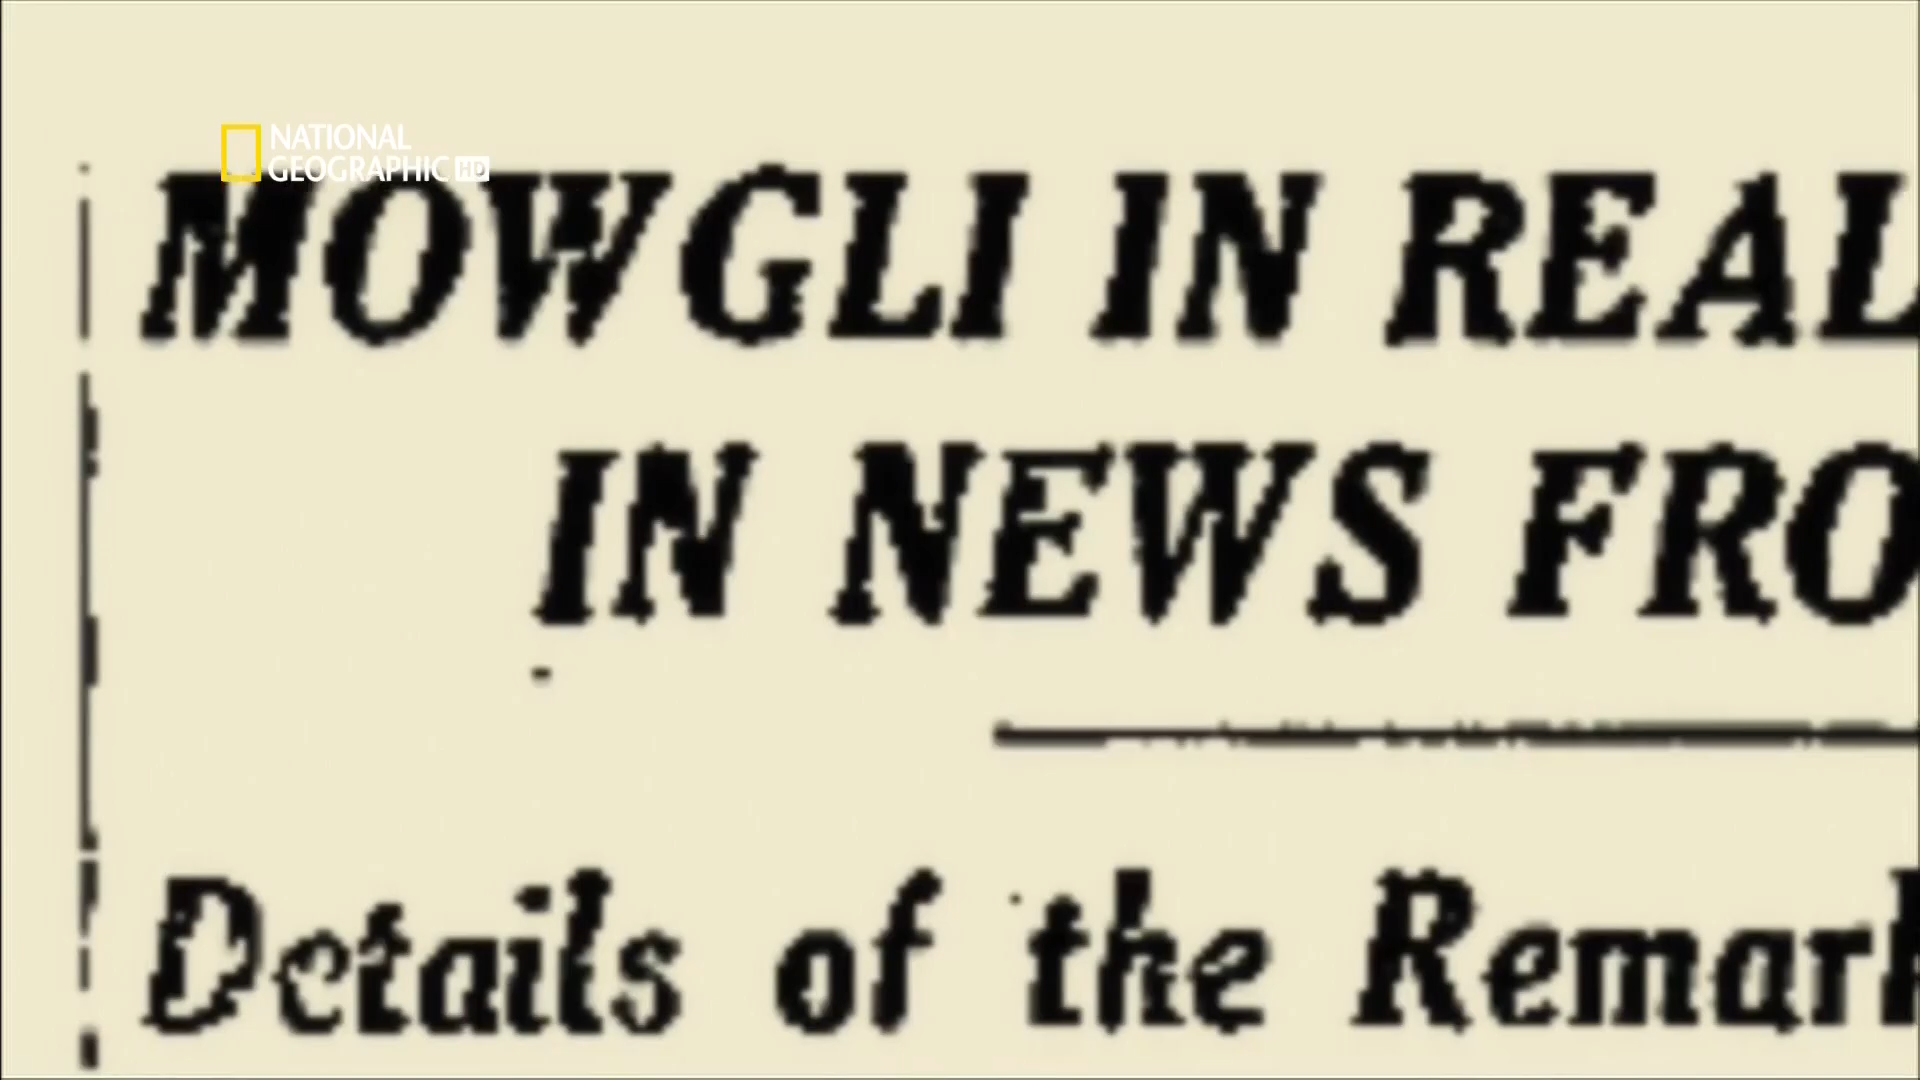 NATIONAL
GEOGRAPHIC HD
MOWGLI IN REAL
IN NEWS FRO
Details of the Remark